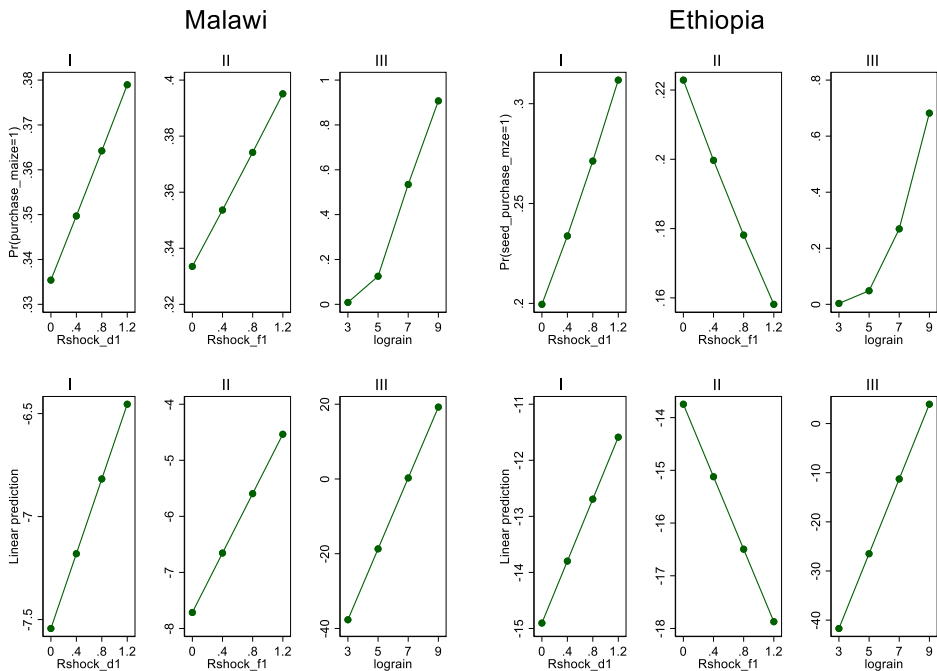 Malawi
Ethiopia
I
Pr(purchase_maize=1)
.38
.37
.36
.35
.34
.33
0 .4 .8 1.2
Rshock_d1
II
.4
.38
.36
.34
.32
0 .4 .8 1.2
Rshock_f1
III
1
.8
.6
.4
.2
0
3 5 7 9
lograin
I
Pr(seed_purchase_mze=1)
.3
.25
.2
0 .4 .8 1.2
Rshock_d1
II
.22
.2
.18
.16
0 .4 .8 1.2
Rshock_f1
III
.8
.6
.4
.2
0
3 5 7 9
lograin
I
Linear prediction
-6.5
-7
-7.5
0 .4 .8 1.2
Rshock_d1
II
-4
-5
-6
-7
-8
0 .4 .8 1.2
Rshock_f1
III
20
0
-20
-40
3 5 7 9
lograin
I
Linear prediction
-11
-12
-13
-14
-15
0 .4 .8 1.2
Rshock_d1
II
-14
-15
-16
-17
-18
0 .4 .8 1.2
Rshock_f1
III
0
-10
-20
-30
-40
3 5 7 9
lograin